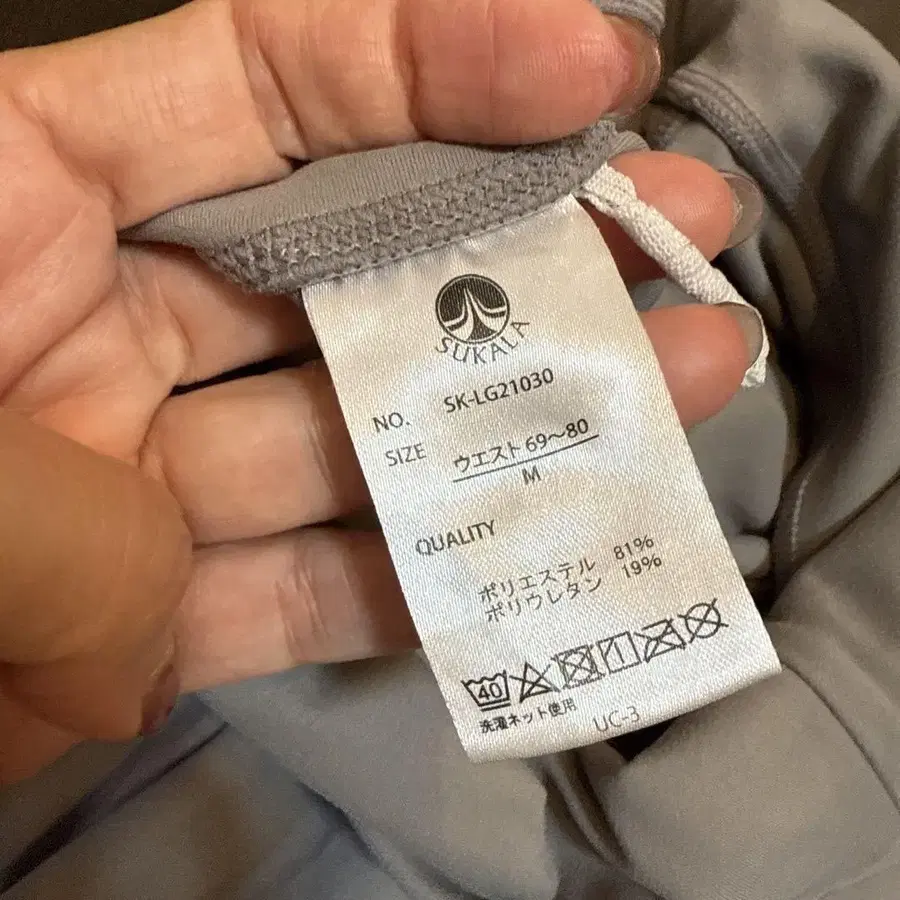 SUKALA
NO. SK-LG21030
SIZE ウエスト 69～80
M
QUALITY
ポリエステル 81%
ポリウレタン 19%
40
洗濯ネット使用
UC-3